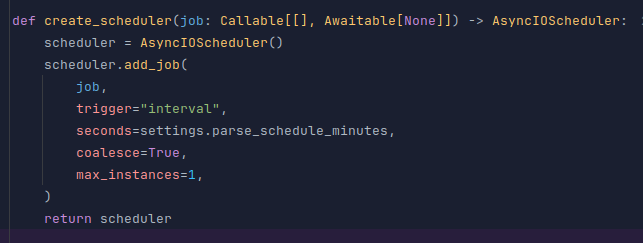 def create_scheduler(job: Callable[[], Awaitable[None]]) -> AsyncIOScheduler:
    scheduler = AsyncIOScheduler()
    scheduler.add_job(
        job,
        trigger="interval",
        seconds=settings.parse_schedule_minutes,
        coalesce=True,
        max_instances=1,
    )
    return scheduler